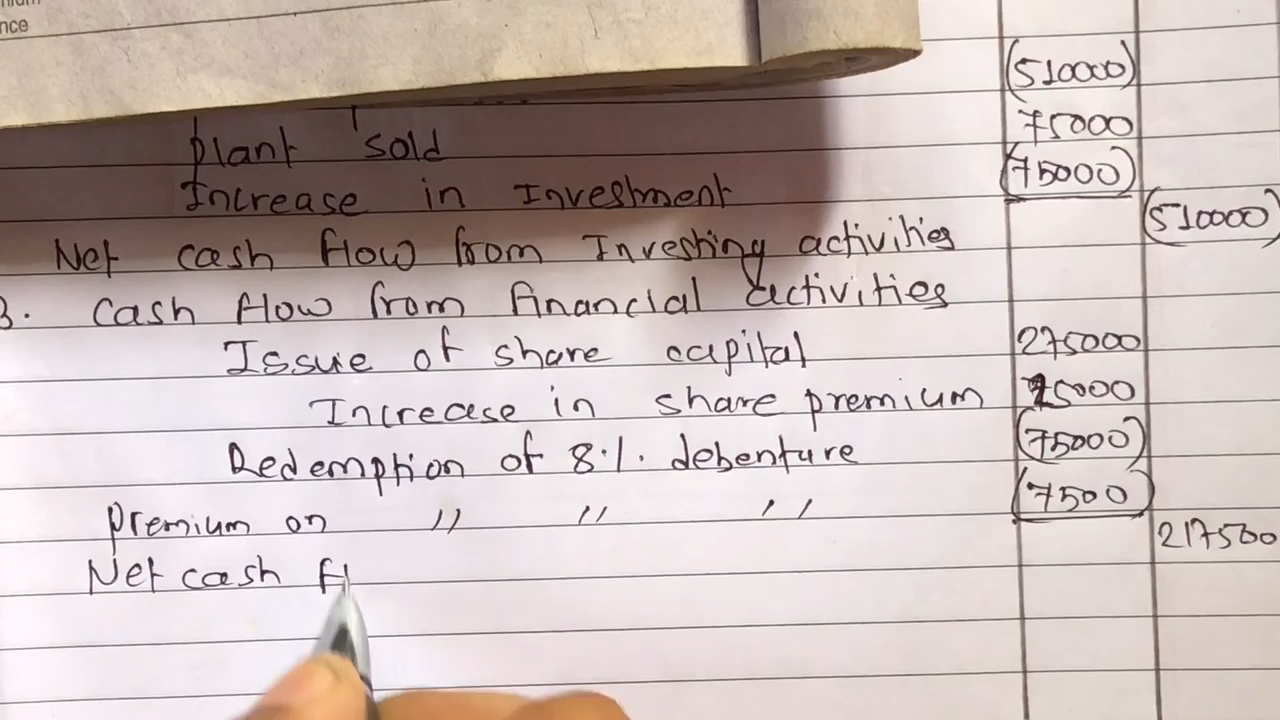 nce
(510000)
plant sold 75000
Increase in Investment (75000)
Net cash flow from Investing activities (510000)
3. cash flow from financial activities
Issue of share capital 275000
Increase in share premium 25000
Redemption of 8%. debenture (75000)
premium on " " " (7500)
217500
Net cash fl